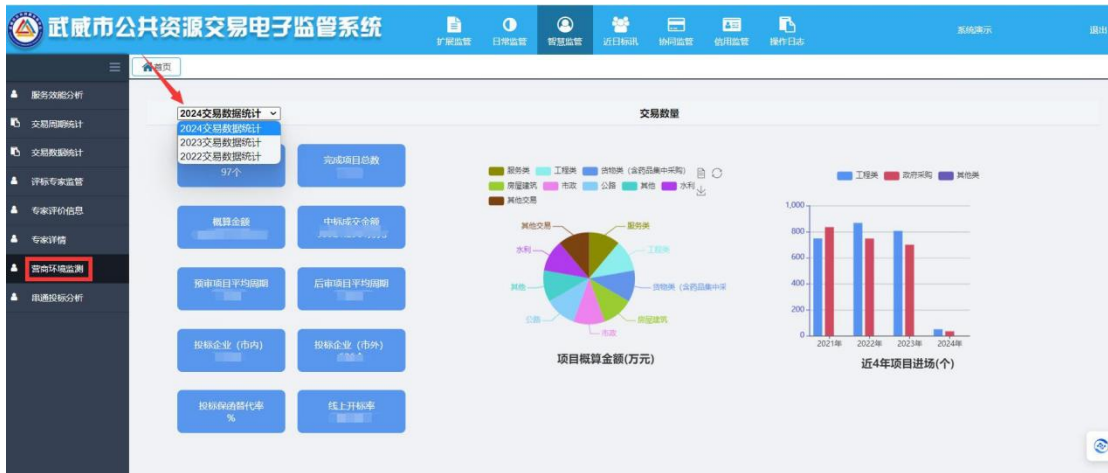 武威市公共资源交易电子监管系统
扩展监管
日常监管
智慧监管
近日标讯
协同监管
信用监管
操作日志
系统演示
退出
首页
服务效能分析
交易周期统计
交易数据统计
评标专家监管
专家评价信息
专家详情
营商环境监测
串通投标分析
2024交易数据统计
2024交易数据统计
2023交易数据统计
2022交易数据统计
交易数量
97个
完成项目总数
概算金额
中标成交金额
预审项目平均周期
后审项目平均周期
投标企业（市内）
投标企业（市外）
投标保函替代率
%
线上开标率
服务类 工程类 货物类（含药品集中采购）
房屋建筑 市政 公路 其他 水利
其他交易
其他交易
服务类
水利
工程类
其他
货物类（含药品集中采
公路
房屋建筑
市政
项目概算金额(万元)
工程类 政府采购 其他类
1,000
800
600
400
200
0
2021年 2022年 2023年 2024年
近4年项目进场(个)